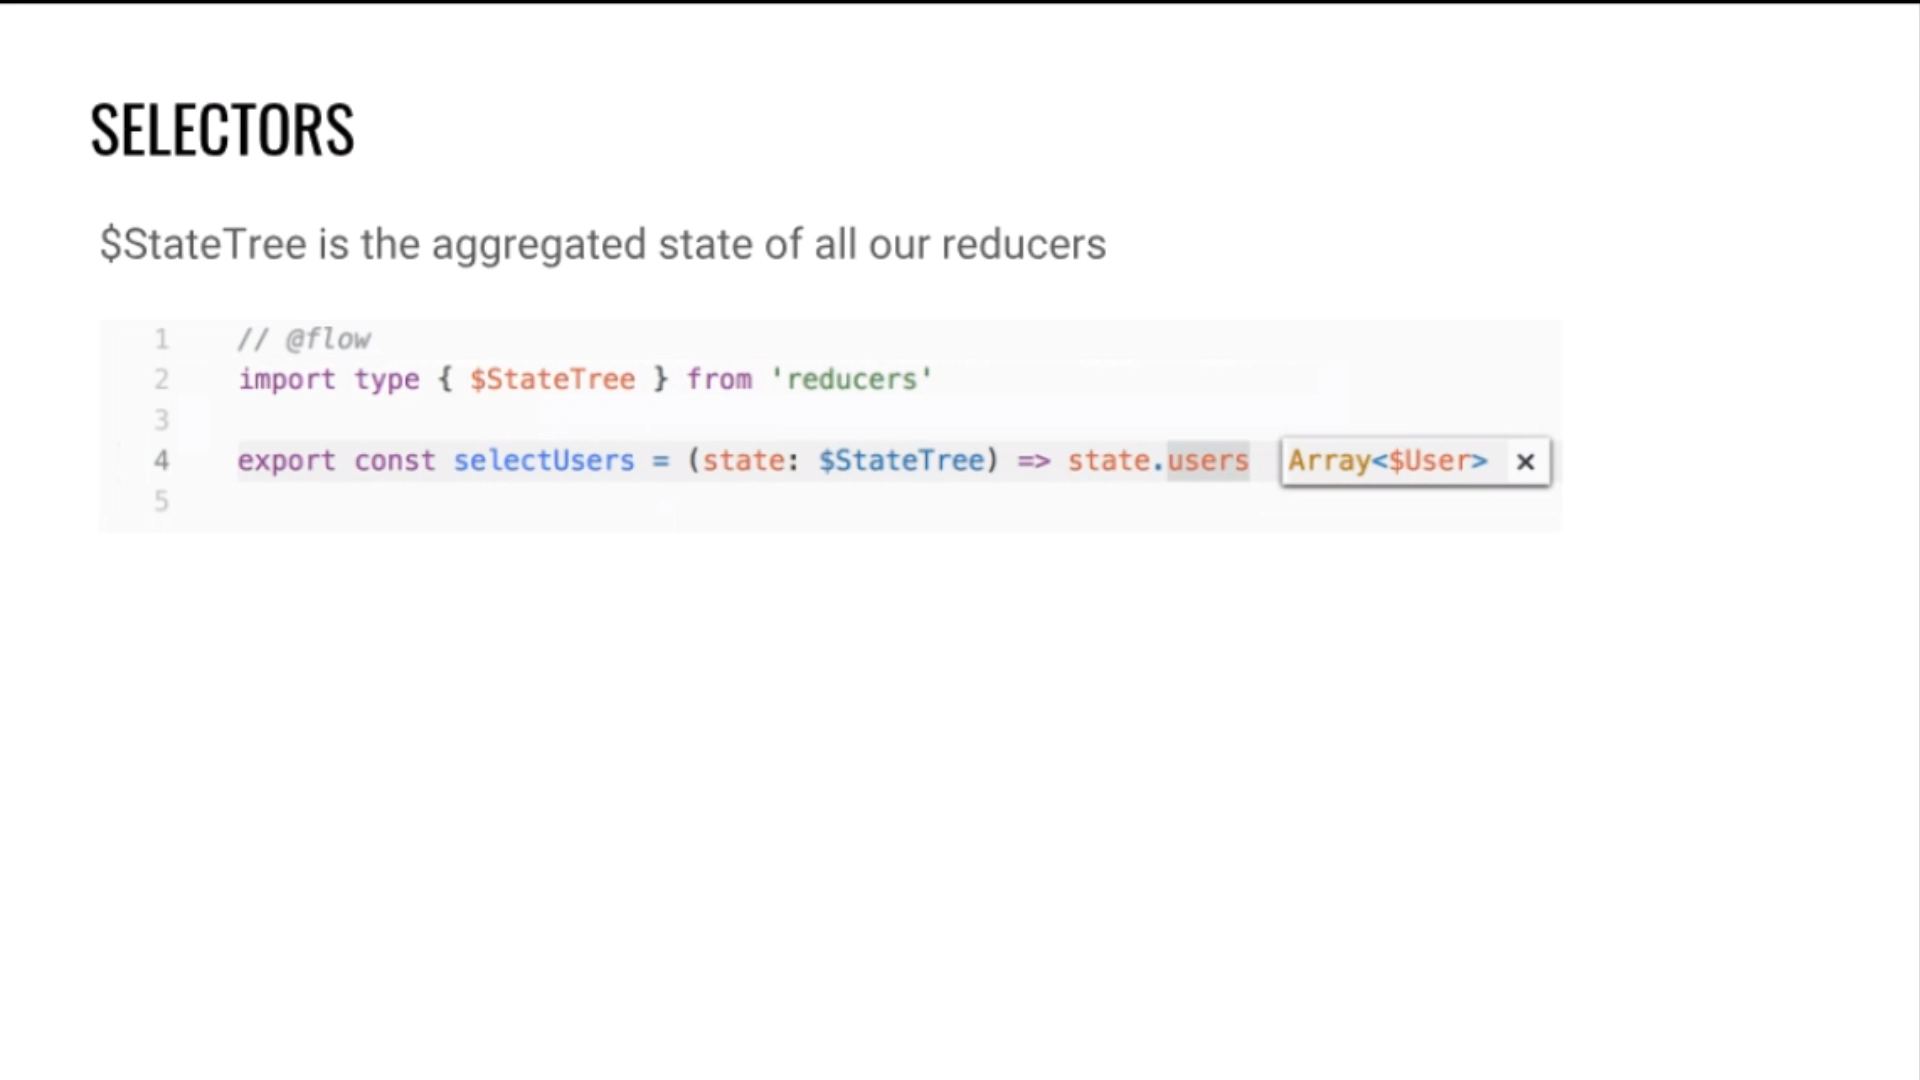 SELECTORS
$StateTree is the aggregated state of all our reducers
1 // @flow
2 import type { $StateTree } from 'reducers'
3
4 export const selectUsers = (state: $StateTree) => state.users Array<$User> ×
5